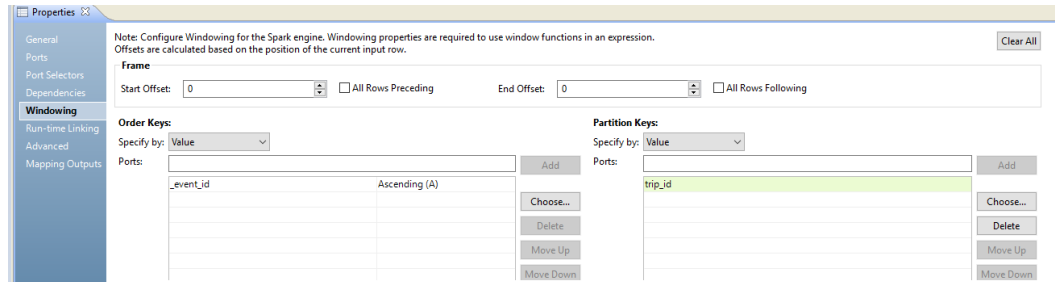 Properties
General
Ports
Port Selectors
Dependencies
Windowing
Run-time Linking
Advanced
Mapping Outputs
Note: Configure Windowing for the Spark engine. Windowing properties are required to use window functions in an expression.
Offsets are calculated based on the position of the current input row.
Clear All
Frame
Start Offset: 0 All Rows Preceding End Offset: 0 All Rows Following
Order Keys:
Specify by: Value
Ports: Add
_event_id Ascending (A)
Choose...
Delete
Move Up
Move Down
Partition Keys:
Specify by: Value
Ports: Add
trip_id
Choose...
Delete
Move Up
Move Down